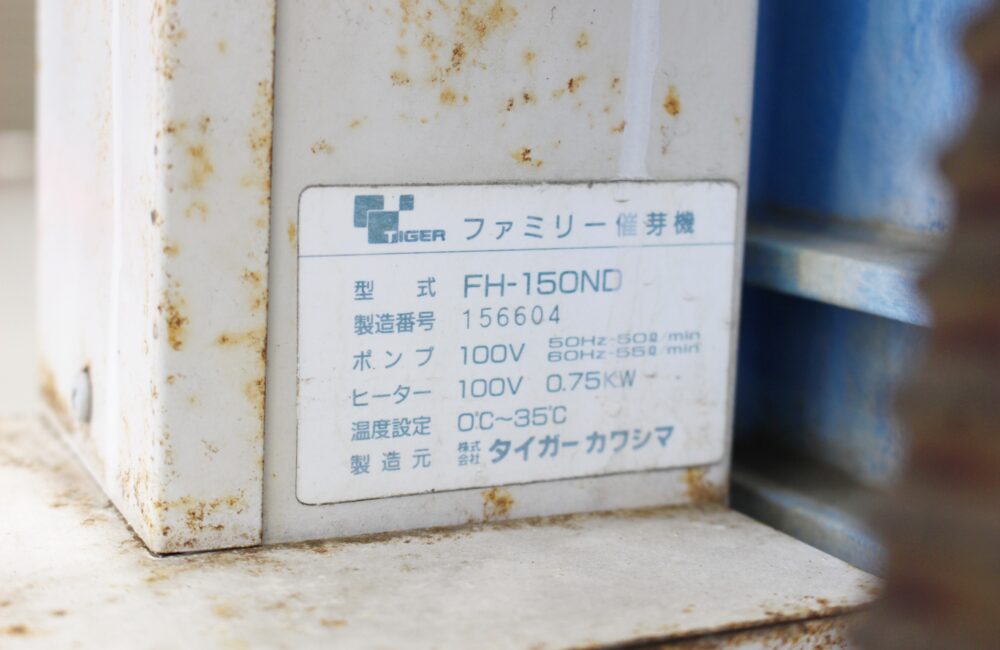 TIGER ファミリー催芽機
型式 FH-150ND
製造番号 156604
ポンプ 100V 50Hz-50ℓ/min
60Hz-55ℓ/min
ヒーター 100V 0.75KW
温度設定 0℃～35℃
製造元 株式会社 タイガーカワシマ